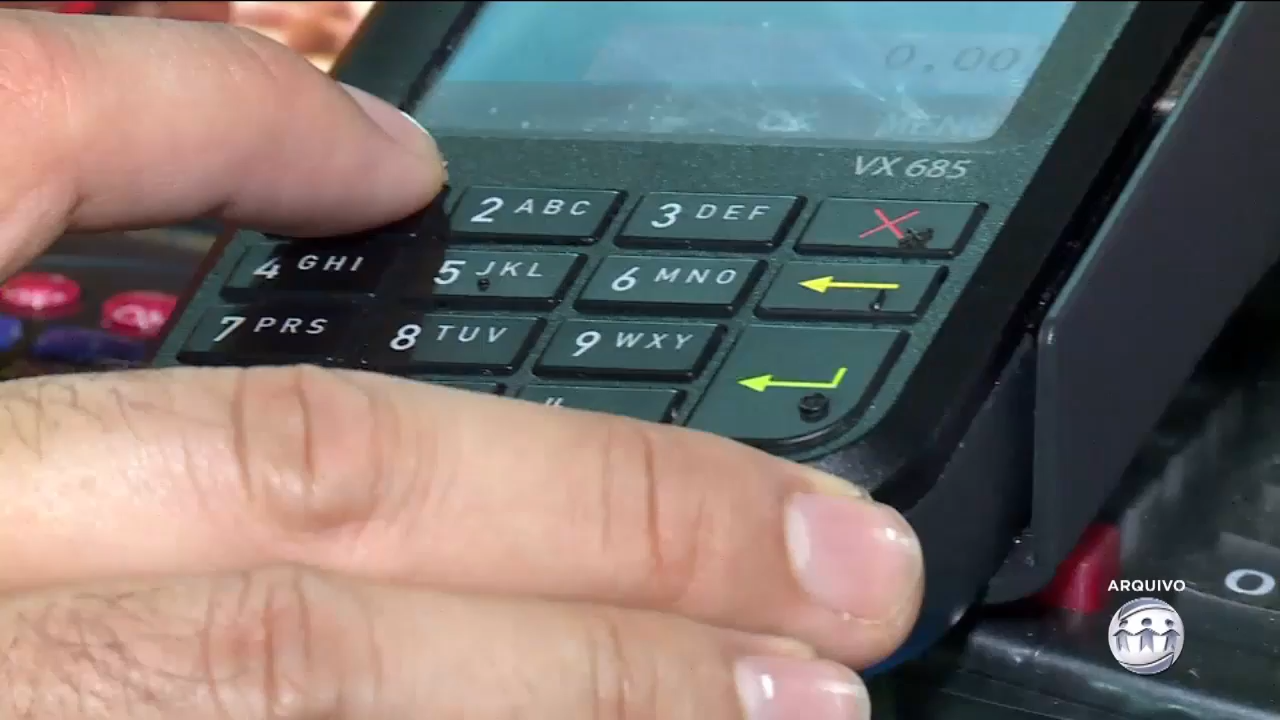 0.00
MENU
VX 685
2 ABC 3 DEF
4 GHI 5 JKL 6 MNO
7 PRS 8 TUV 9 WXY
ARQUIVO
O